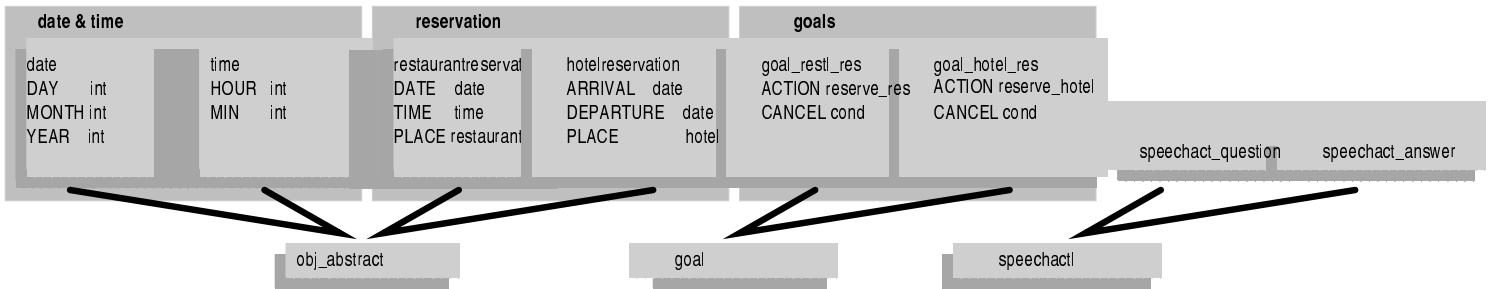 date & time
date
DAY int
MONTH int
YEAR int
time
HOUR int
MIN int
reservation
restaurantreservat
DATE date
TIME time
PLACE restaurant
hotelreservation
ARRIVAL date
DEPARTURE date
PLACE hotel
goals
goal_restl_res
ACTION reserve_res
CANCEL cond
goal_hotel_res
ACTION reserve_hotel
CANCEL cond
speechact_question
speechact_answer
obj_abstract
goal
speechactl